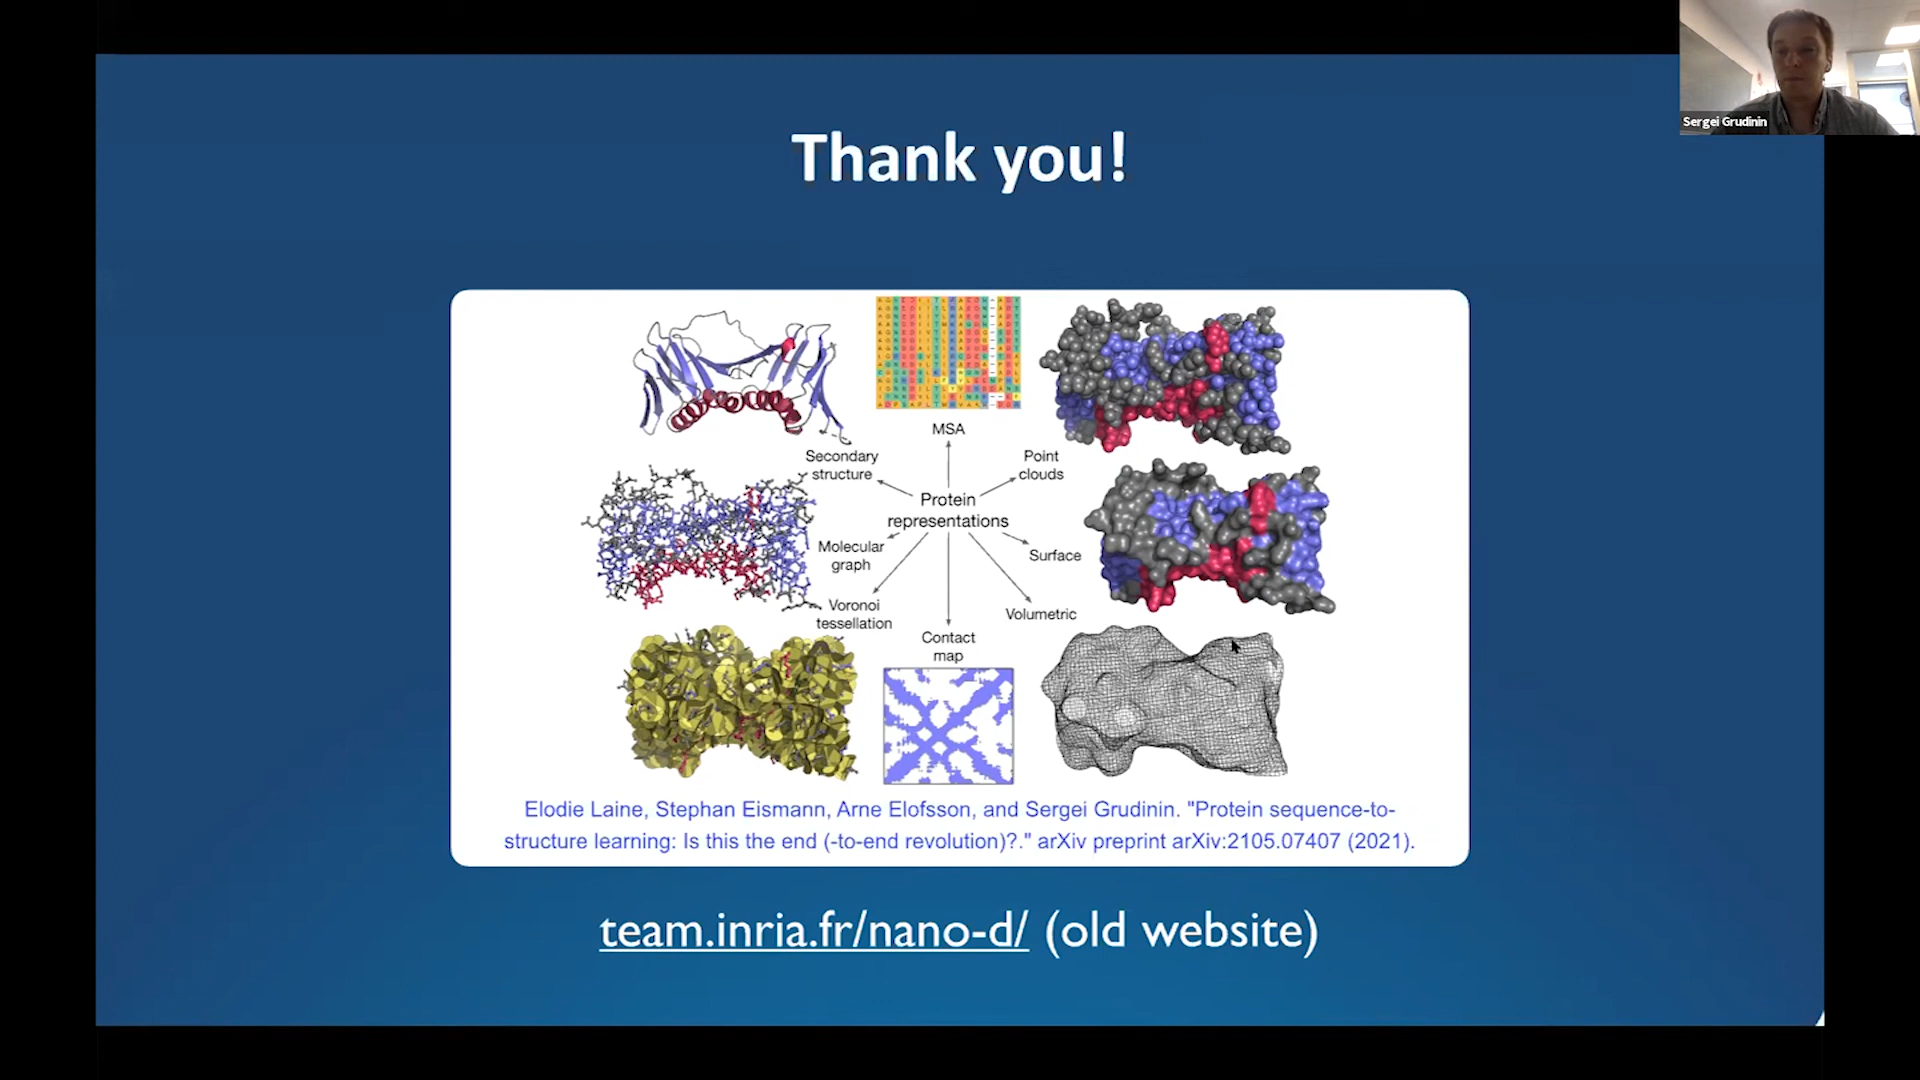 Sergei Grudinin
Thank you!
MSA
Secondary
structure
Point
clouds
Protein
representations
Molecular
graph
Surface
Voronoi
tessellation
Volumetric
Contact
map
Elodie Laine, Stephan Eismann, Arne Elofsson, and Sergei Grudinin. "Protein sequence-to-
structure learning: Is this the end (-to-end revolution)?." arXiv preprint arXiv:2105.07407 (2021).
team.inria.fr/nano-d/ (old website)